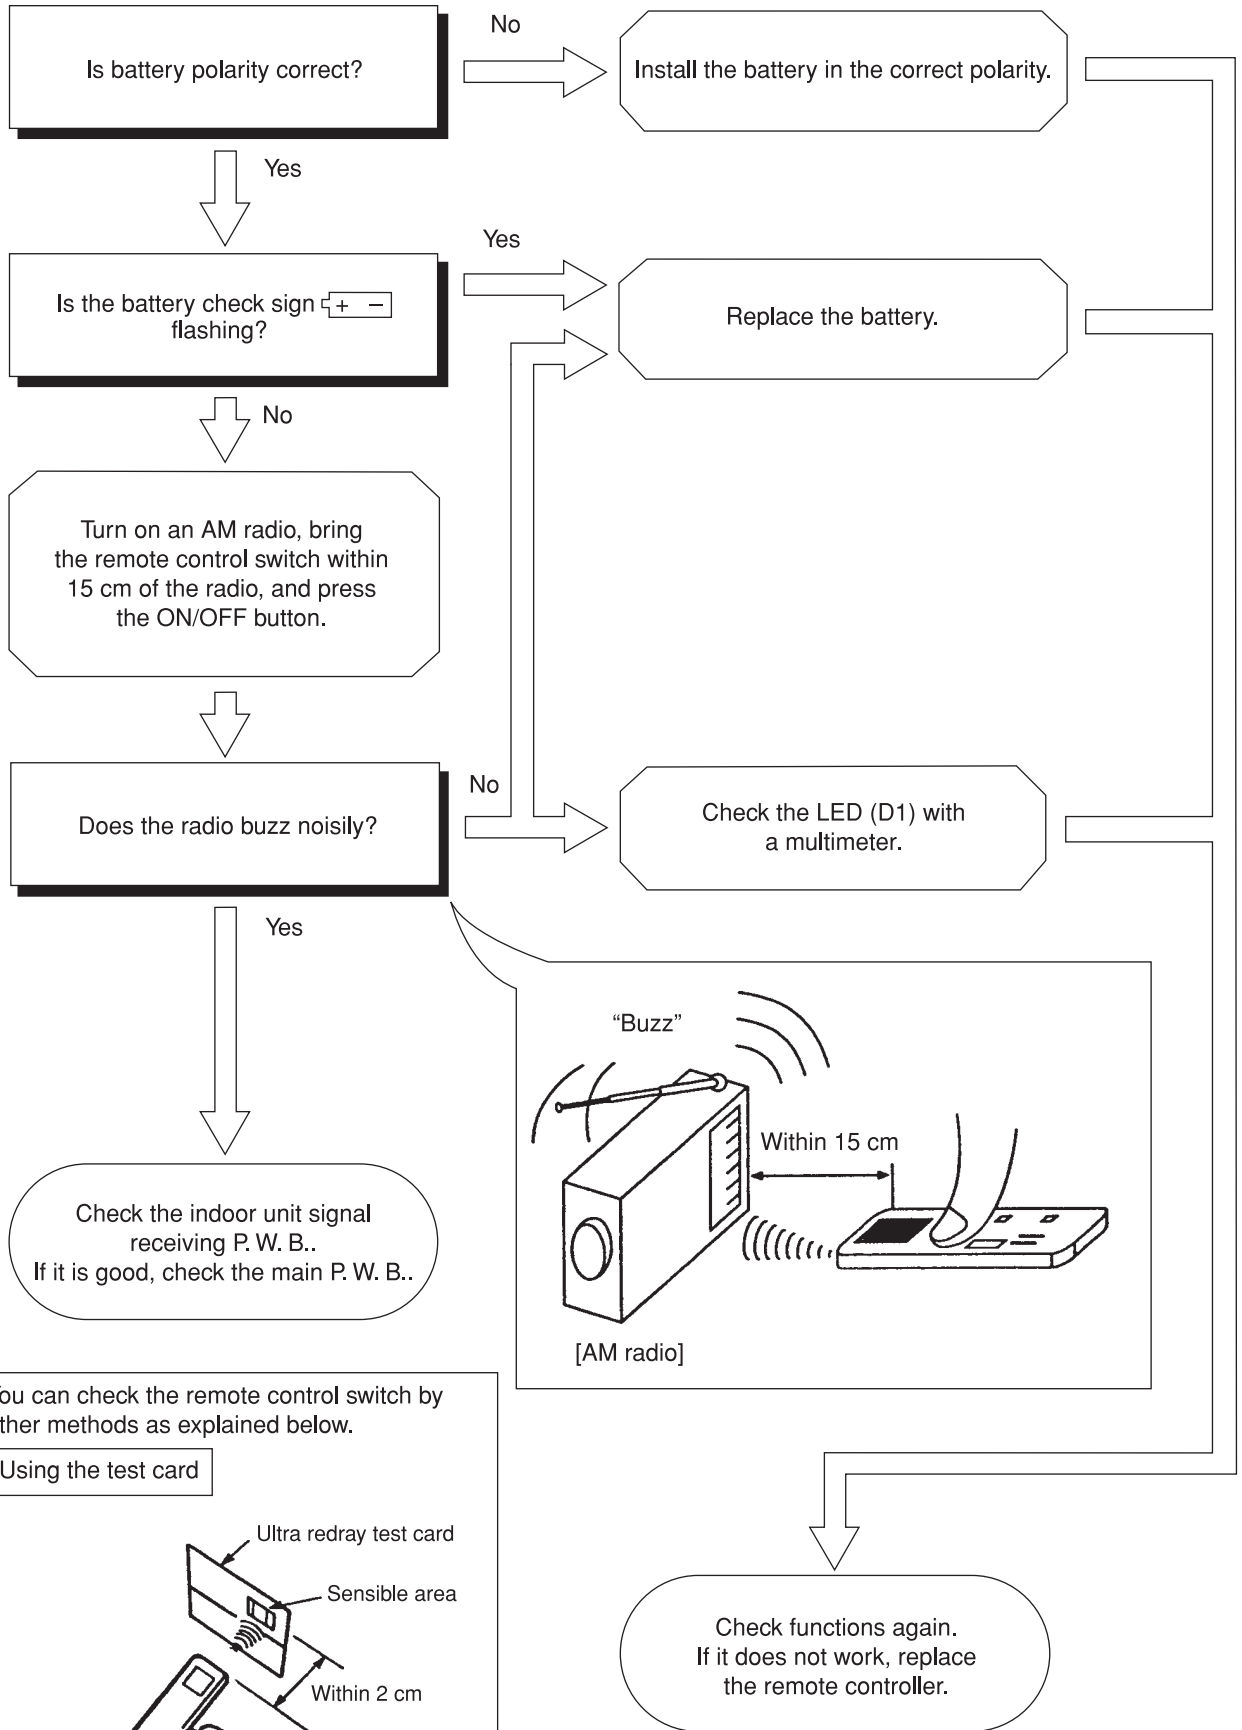 Is battery polarity correct?
No
Install the battery in the correct polarity.
Yes
Is the battery check sign + −
flashing?
Yes
Replace the battery.
No
Turn on an AM radio, bring
the remote control switch within
15 cm of the radio, and press
the ON/OFF button.
Does the radio buzz noisily?
No
Check the LED (D1) with
a multimeter.
Yes
“Buzz”
Within 15 cm
[AM radio]
Check the indoor unit signal
receiving P. W. B..
If it is good, check the main P. W. B..
ou can check the remote control switch by
ther methods as explained below.
Using the test card
Ultra redray test card
Sensible area
Within 2 cm
Check functions again.
If it does not work, replace
the remote controller.